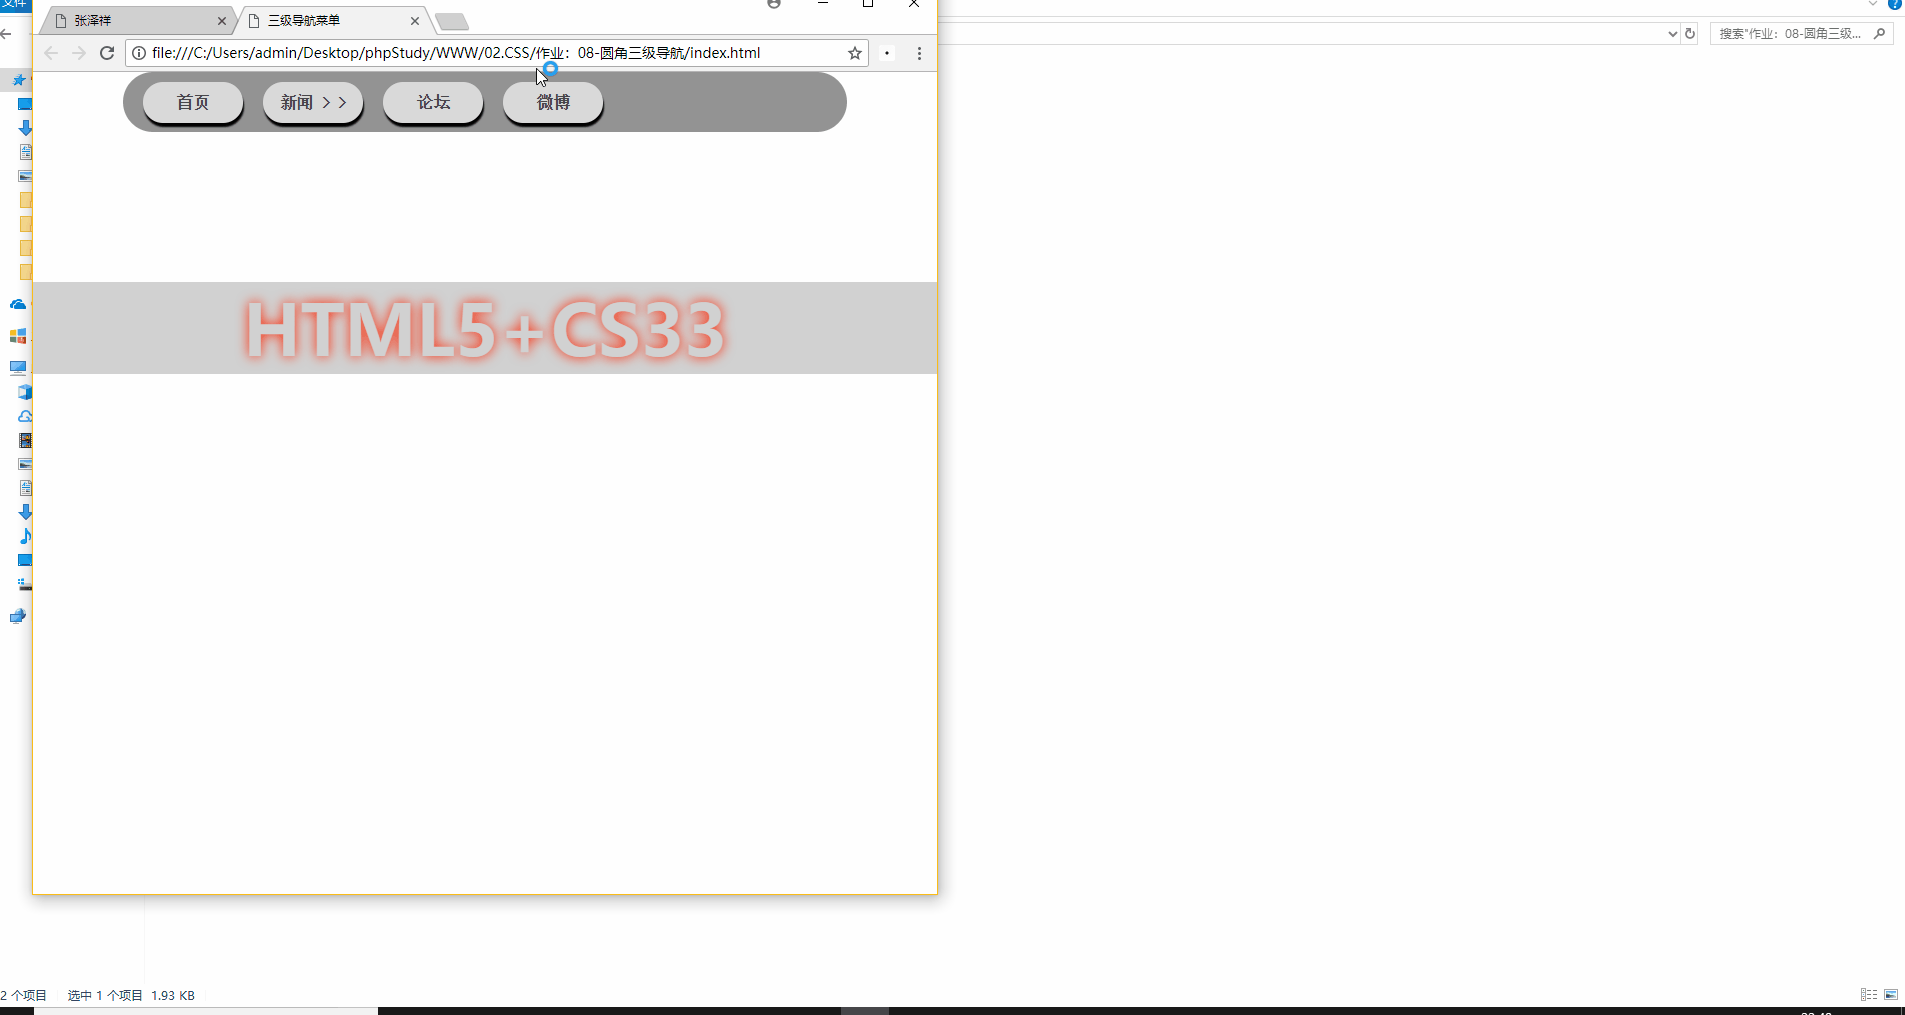 文件
张泽祥
三级导航菜单
file:///C:/Users/admin/Desktop/phpStudy/WWW/02.CSS/作业：08-圆角三级导航/index.html
搜索"作业：08-圆角三级...
首页
新闻 > >
论坛
微博
HTML5+CS33
2 个项目
选中 1 个项目 1.93 KB